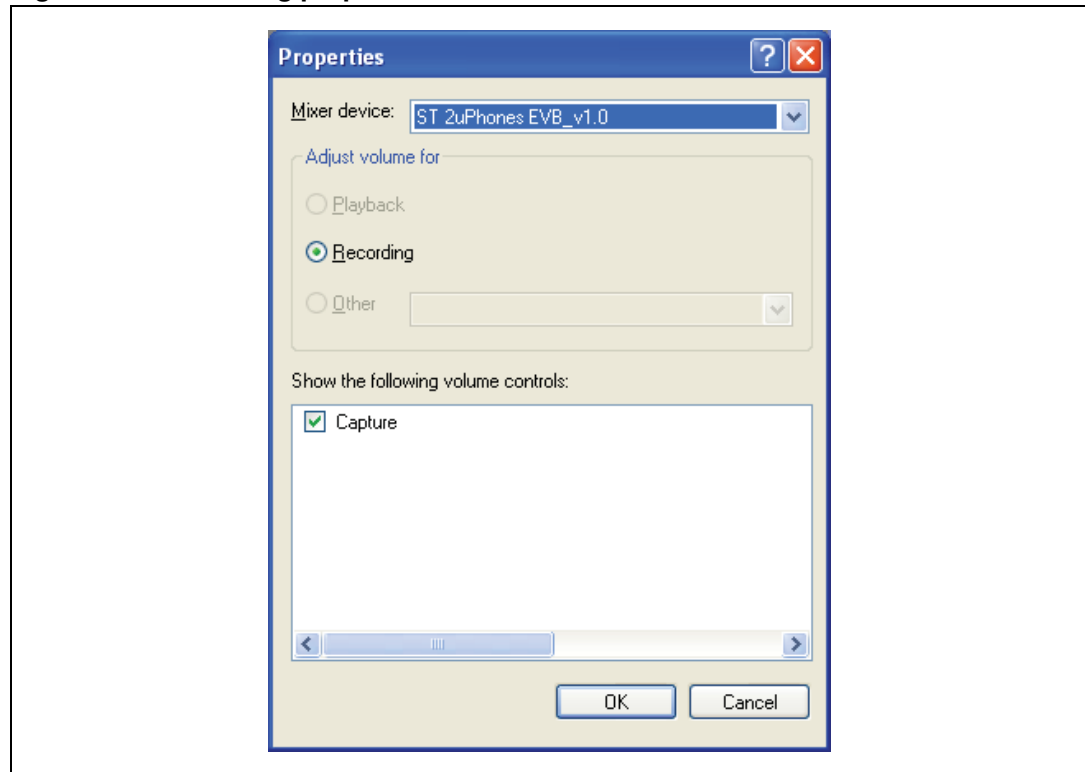 Properties
Mixer device: ST 2uPhones EVB_v1.0
Adjust volume for
Playback
Recording
Other
Show the following volume controls:
Capture
OK Cancel